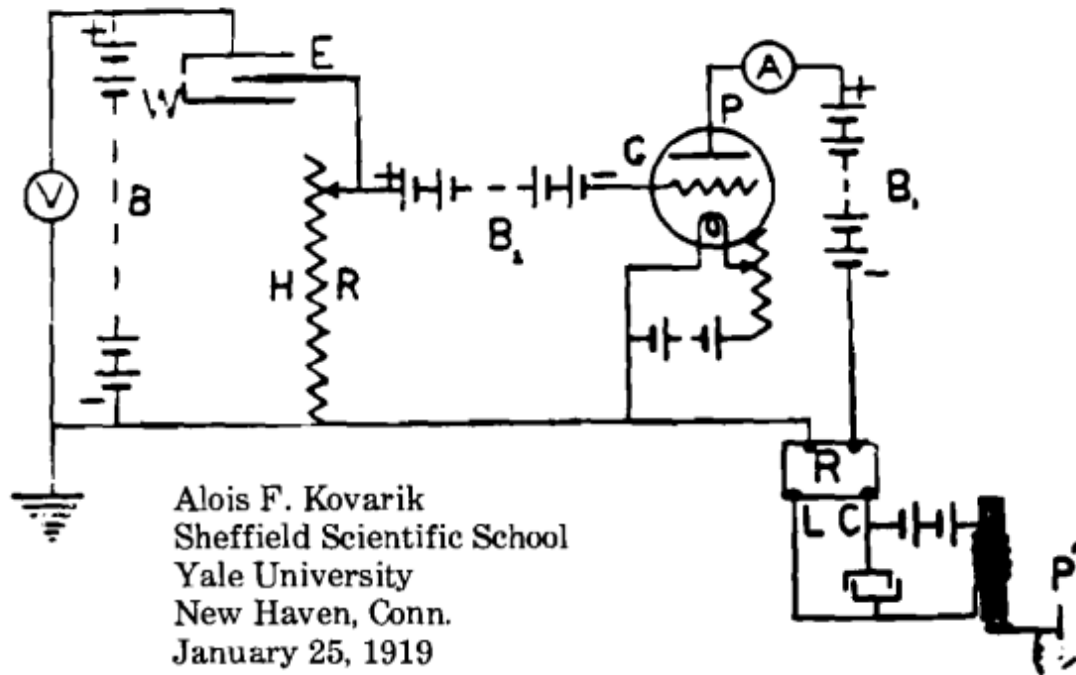 +
E
W
A
P
+
G
V
B
+
-
B₁
B₂
H
R
-
-
R
L
C
P'
Alois F. Kovarik
Sheffield Scientific School
Yale University
New Haven, Conn.
January 25, 1919